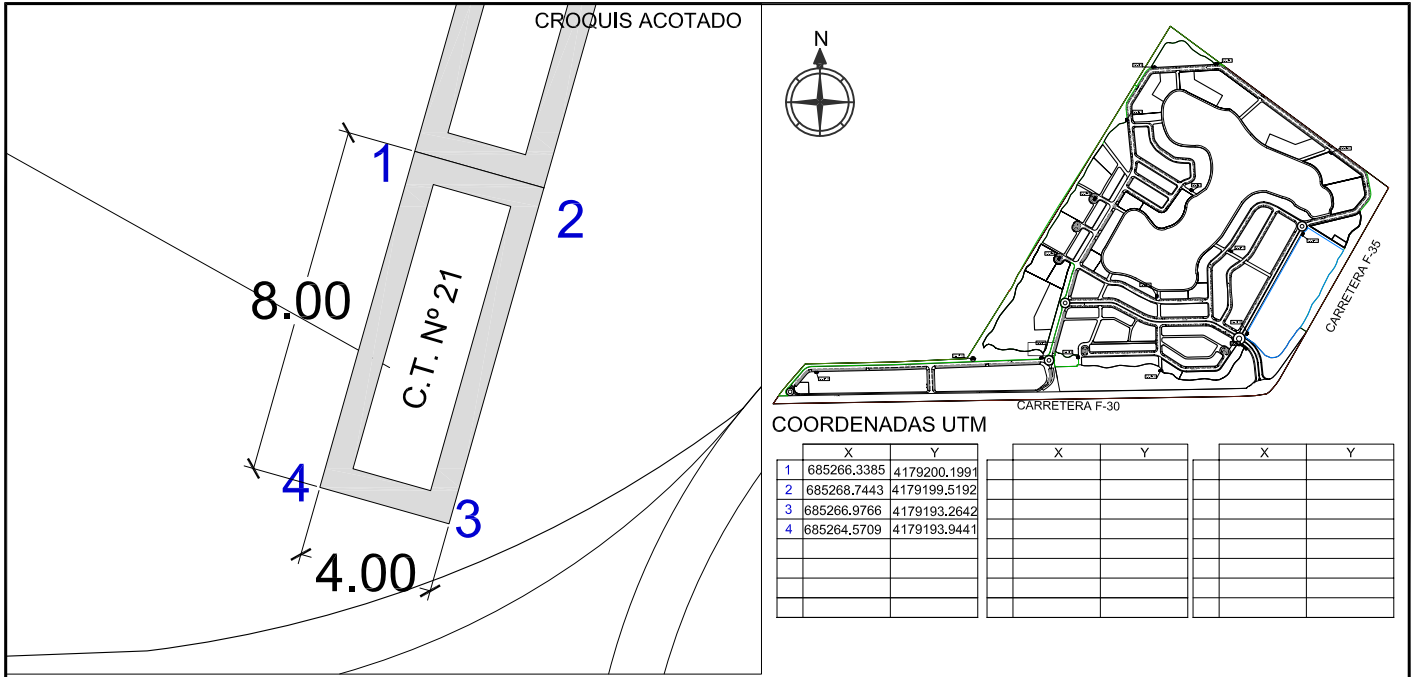 CROQUIS ACOTADO
1
2
8.00
C.T. Nº 21
4
3
4.00
N
CARRETERA F-35
CARRETERA F-30
COORDENADAS UTM
X Y X Y X Y
1 685266.3385 4179200.1991
2 685268.7443 4179199.5192
3 685266.9766 4179193.2642
4 685264.5709 4179193.9441